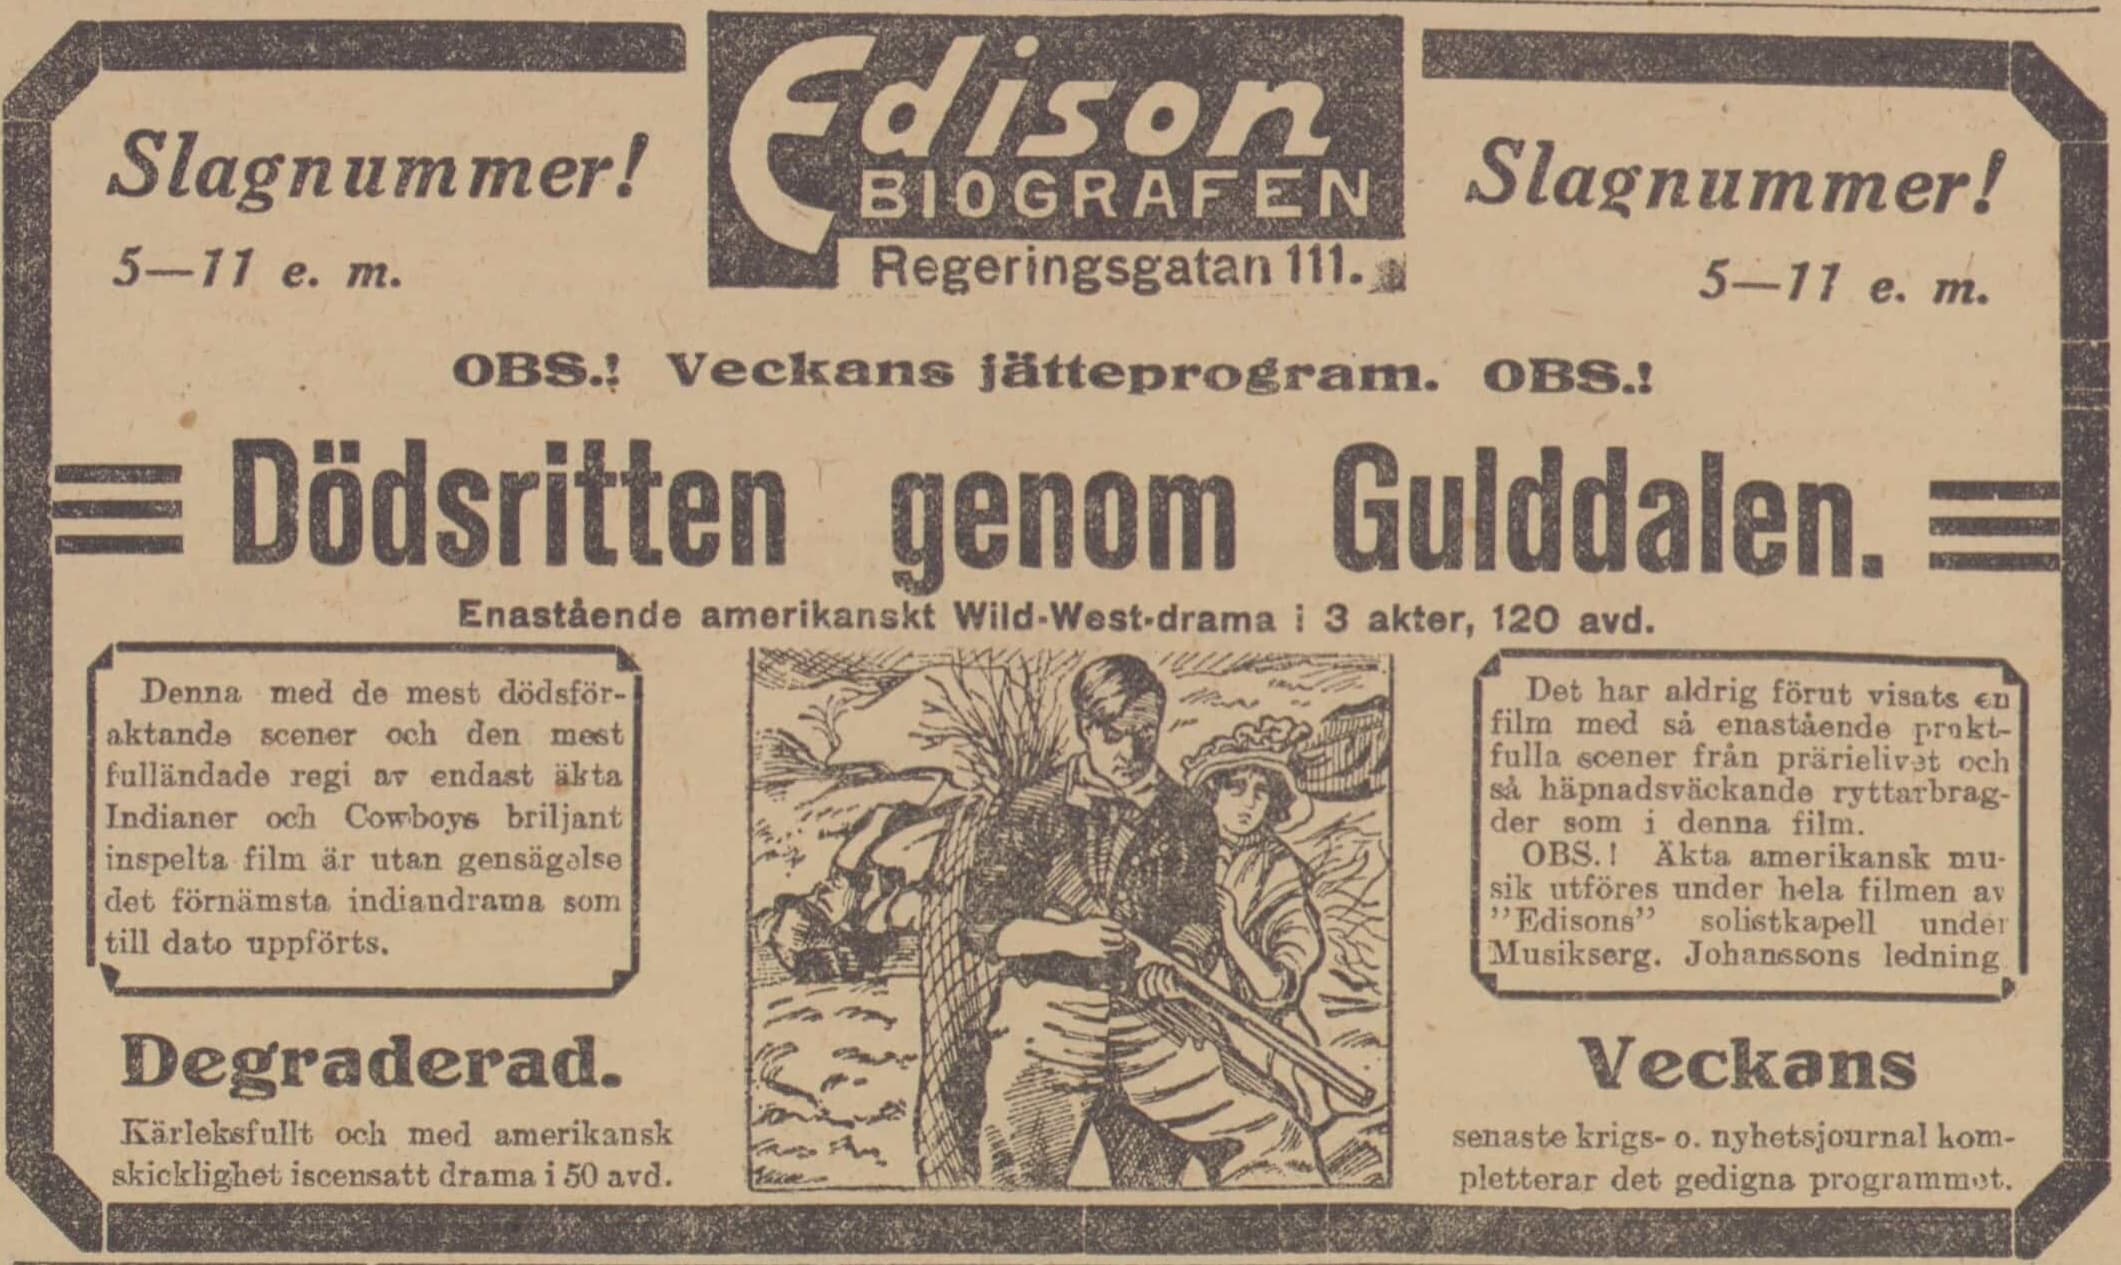 Edison
BIOGRAFEN
Regeringsgatan 111.
Slagnummer!
5—11 e. m.
Slagnummer!
5—11 e. m.
OBS.! Veckans jätteprogram. OBS.!
Dödsritten genom Gulddalen.
Enastående amerikanskt Wild-West-drama i 3 akter, 120 avd.
Denna med de mest dödsför-
aktande scener och den mest
fulländade regi av endast äkta
Indianer och Cowboys briljant
inspelta film är utan gensägelse
det förnämsta indiandrama som
till dato uppförts.
Det har aldrig förut visats en
film med så enastående prakt-
fulla scener från prärielivet och
så häpnadsväckande ryttarbrag-
der som i denna film.
OBS.! Äkta amerikansk mu-
sik utföres under hela filmen av
”Edisons” solistkapell under
Musikserg. Johanssons ledning
Degraderad.
Kärleksfullt och med amerikansk
skicklighet iscensatt drama i 50 avd.
Veckans
senaste krigs- o. nyhetsjournal kom-
pletterar det gedigna programmet.